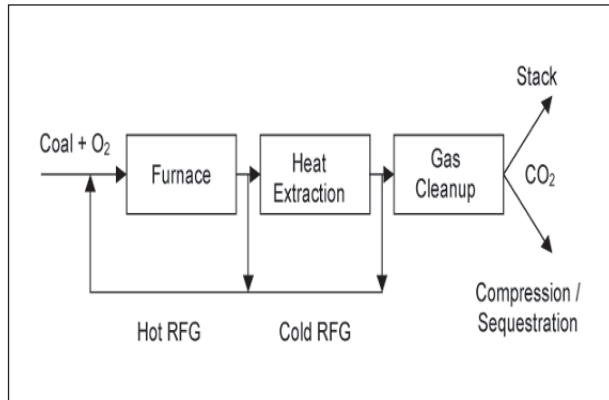 Stack
Coal + O₂
Furnace
Heat
Extraction
Gas
Cleanup
CO₂
Compression /
Sequestration
Hot RFG
Cold RFG